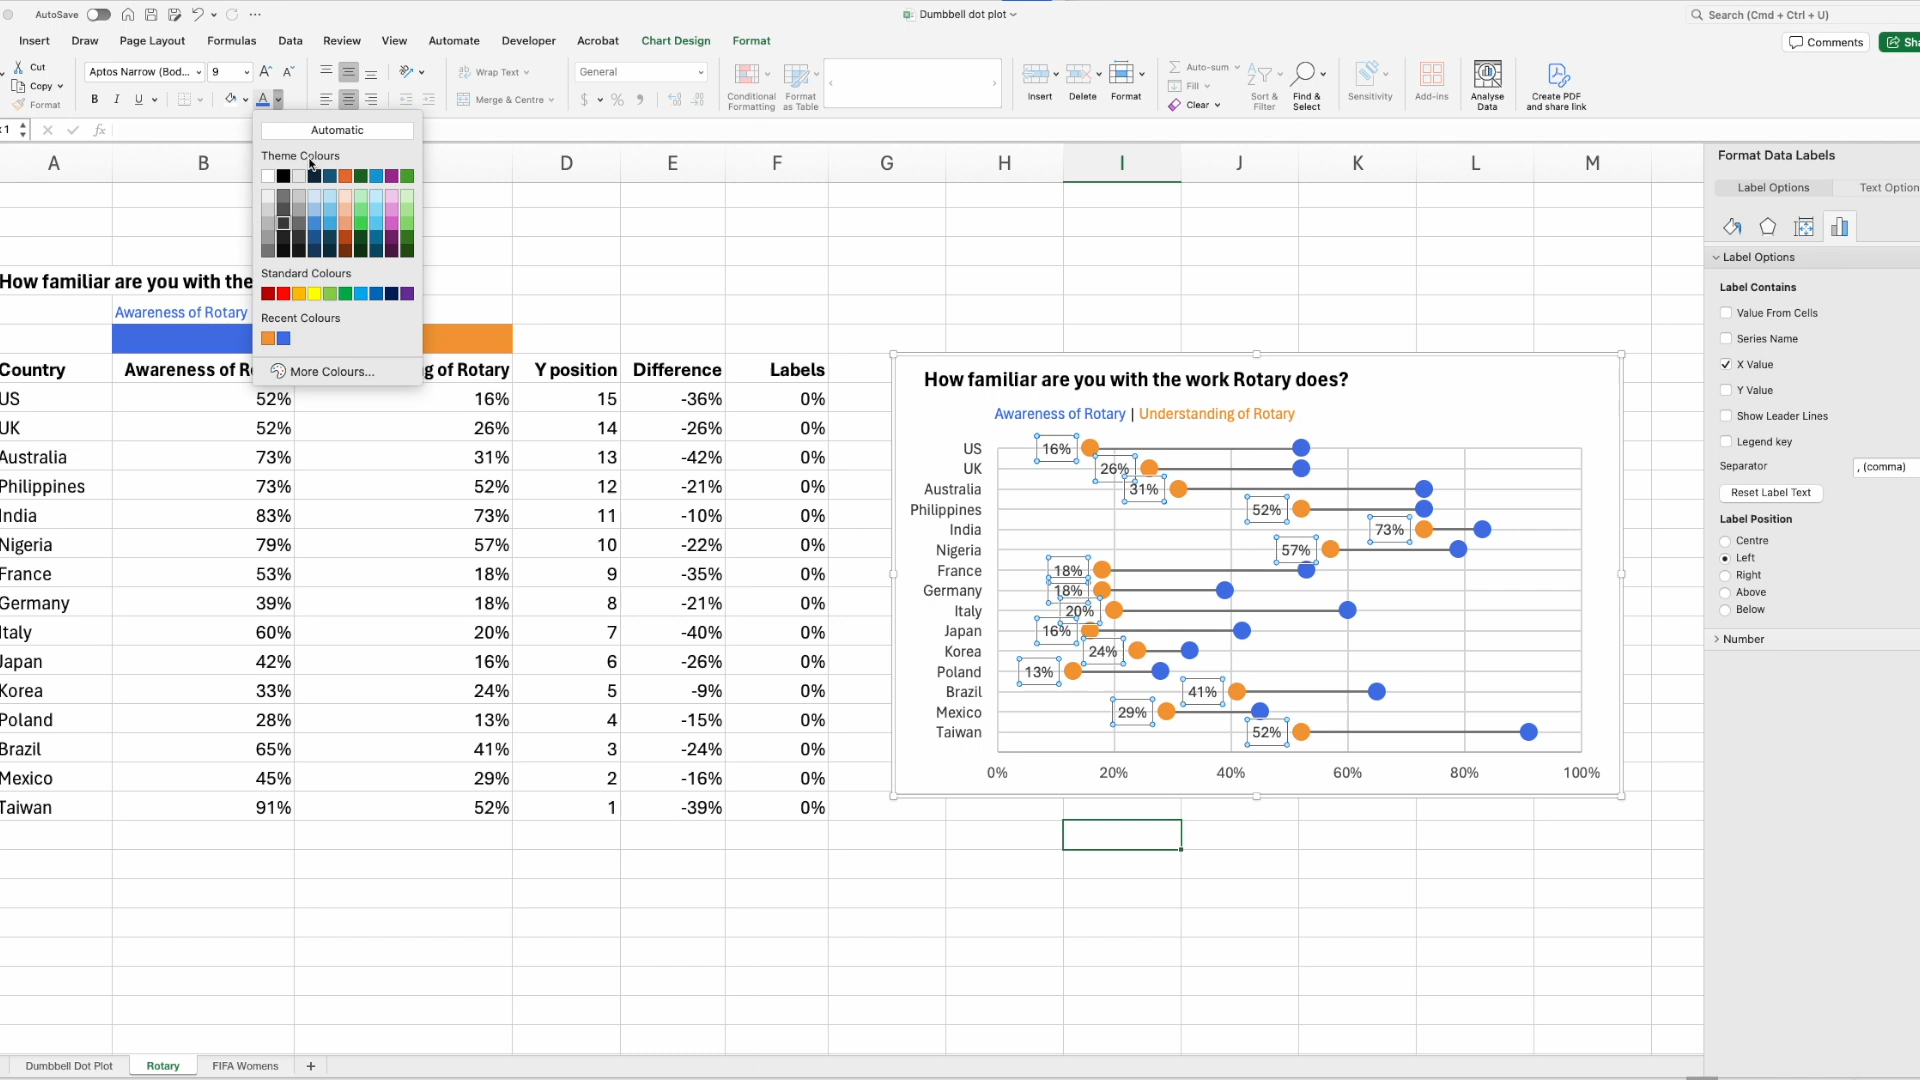 AutoSave
Dumbbell dot plot
Search (Cmd + Ctrl + U)
Insert Draw Page Layout Formulas Data Review View Automate Developer Acrobat Chart Design Format
Comments
Sha
Cut
Copy
Format
Aptos Narrow (Bod... 9
B I U
Wrap Text
Merge & Centre
General
Conditional Formatting
Format as Table
Insert
Delete
Format
Auto-sum
Fill
Clear
Sort & Filter
Find & Select
Sensitivity
Add-ins
Analyse Data
Create PDF and share link
1
fx
Automatic
Theme Colours
Standard Colours
Recent Colours
More Colours...
A B D E F G H I J K L M
How familiar are you with the
Awareness of Rotary
Country Awareness of R g of Rotary Y position Difference Labels
US 52% 16% 15 -36% 0%
UK 52% 26% 14 -26% 0%
Australia 73% 31% 13 -42% 0%
Philippines 73% 52% 12 -21% 0%
India 83% 73% 11 -10% 0%
Nigeria 79% 57% 10 -22% 0%
France 53% 18% 9 -35% 0%
Germany 39% 18% 8 -21% 0%
Italy 60% 20% 7 -40% 0%
Japan 42% 16% 6 -26% 0%
Korea 33% 24% 5 -9% 0%
Poland 28% 13% 4 -15% 0%
Brazil 65% 41% 3 -24% 0%
Mexico 45% 29% 2 -16% 0%
Taiwan 91% 52% 1 -39% 0%
How familiar are you with the work Rotary does?
Awareness of Rotary | Understanding of Rotary
US 16%
UK 26%
Australia 31%
Philippines 52%
India 73%
Nigeria 57%
France 18%
Germany 18%
Italy 20%
Japan 16%
Korea 24%
Poland 13%
Brazil 41%
Mexico 29%
Taiwan 52%
0% 20% 40% 60% 80% 100%
Format Data Labels
Label Options Text Option
Label Options
Label Contains
Value From Cells
Series Name
X Value
Y Value
Show Leader Lines
Legend key
Separator , (comma)
Reset Label Text
Label Position
Centre
Left
Right
Above
Below
Number
Dumbbell Dot Plot Rotary FIFA Womens +